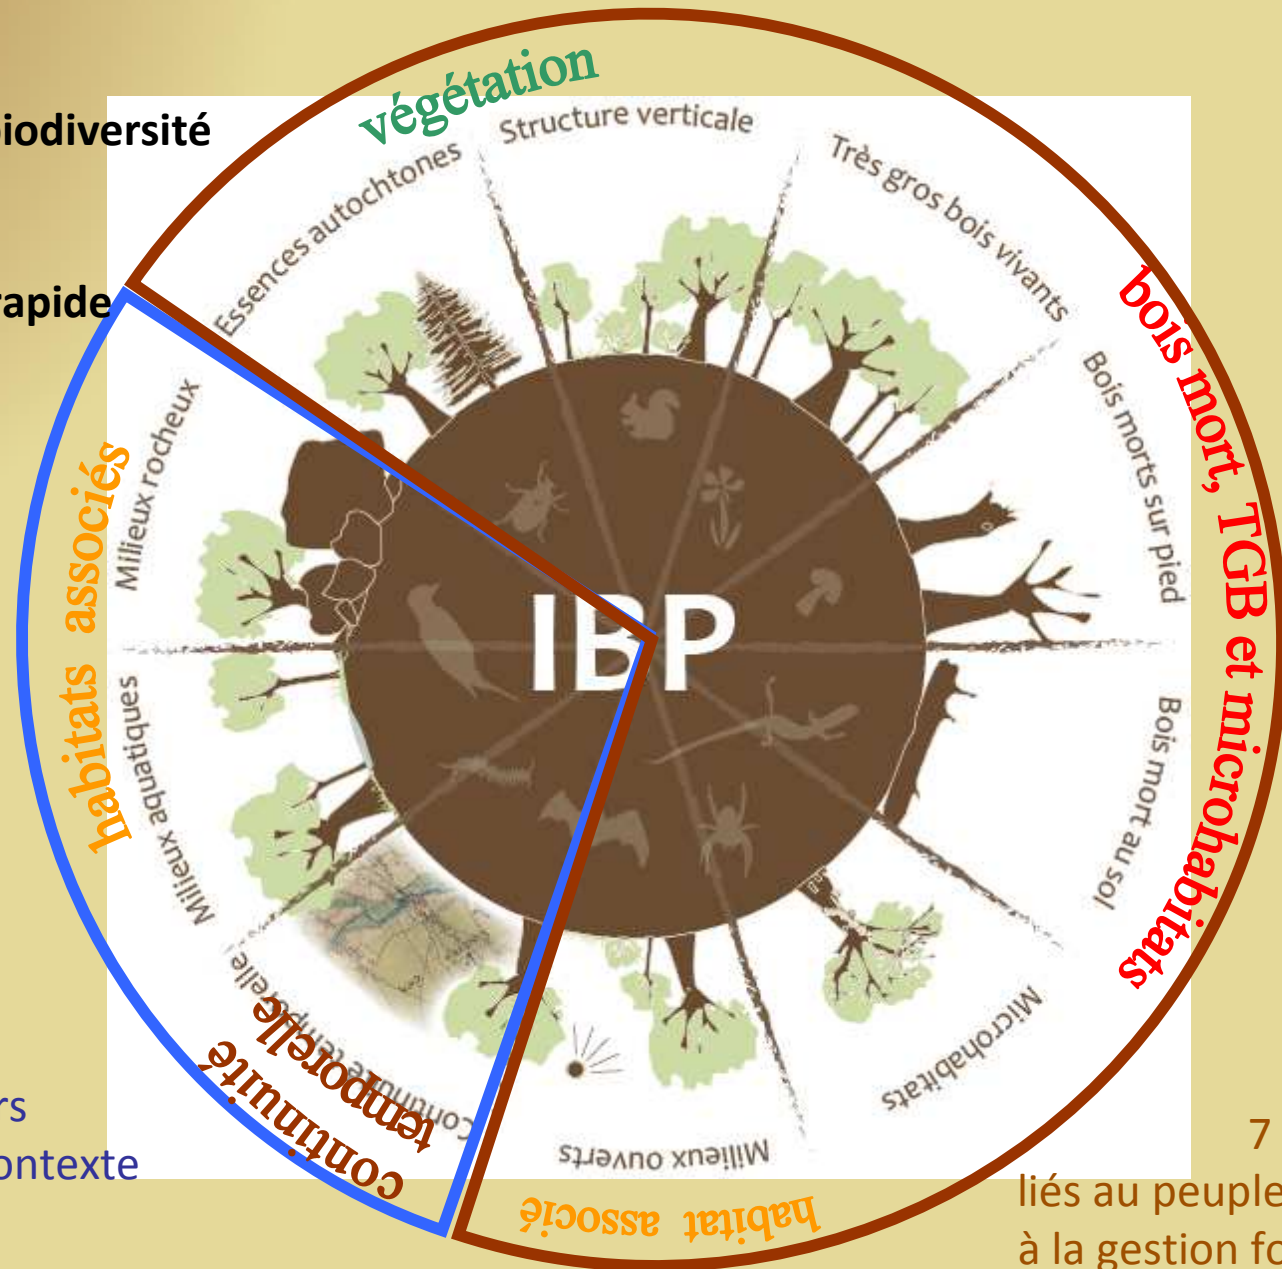 végétation
biodiversité
Structure verticale
Très gros bois vivants
Essences autochtones
rapide
bois mort, TGB et microhabitats
Bois morts sur pied
Milieux rocheux
habitats associés
IBP
Milieux aquatiques
Bois mort au sol
Microhabitats
Continuité temporelle
continuité
temporelle
Milieux ouverts
habitat associé
rs
ontexte
7
liés au peuple
à la gestion fo